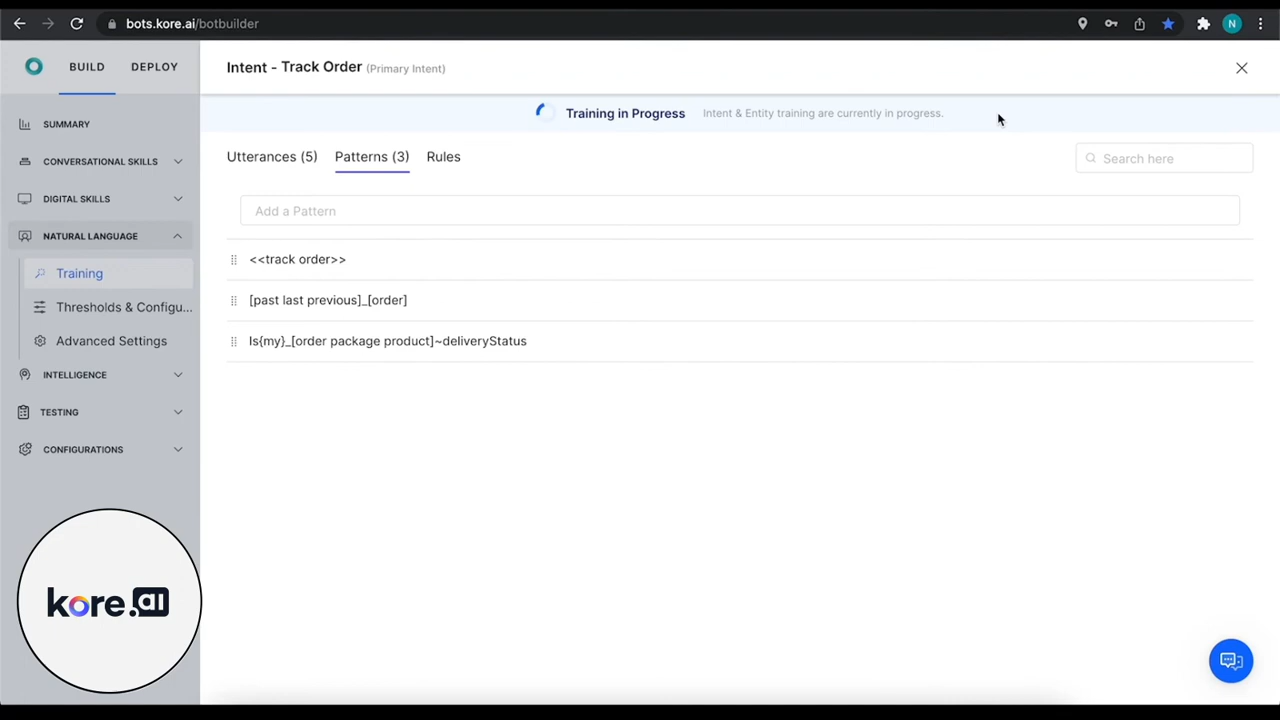 bots.kore.ai/botbuilder
N
BUILD
DEPLOY
Intent - Track Order (Primary Intent)
Training in Progress Intent & Entity training are currently in progress.
SUMMARY
CONVERSATIONAL SKILLS
DIGITAL SKILLS
NATURAL LANGUAGE
Training
Thresholds & Configu...
Advanced Settings
INTELLIGENCE
TESTING
CONFIGURATIONS
Utterances (5) Patterns (3) Rules
Search here
Add a Pattern
<<track order>>
[past last previous]_[order]
Is{my}_[order package product]~deliveryStatus
kore.ai